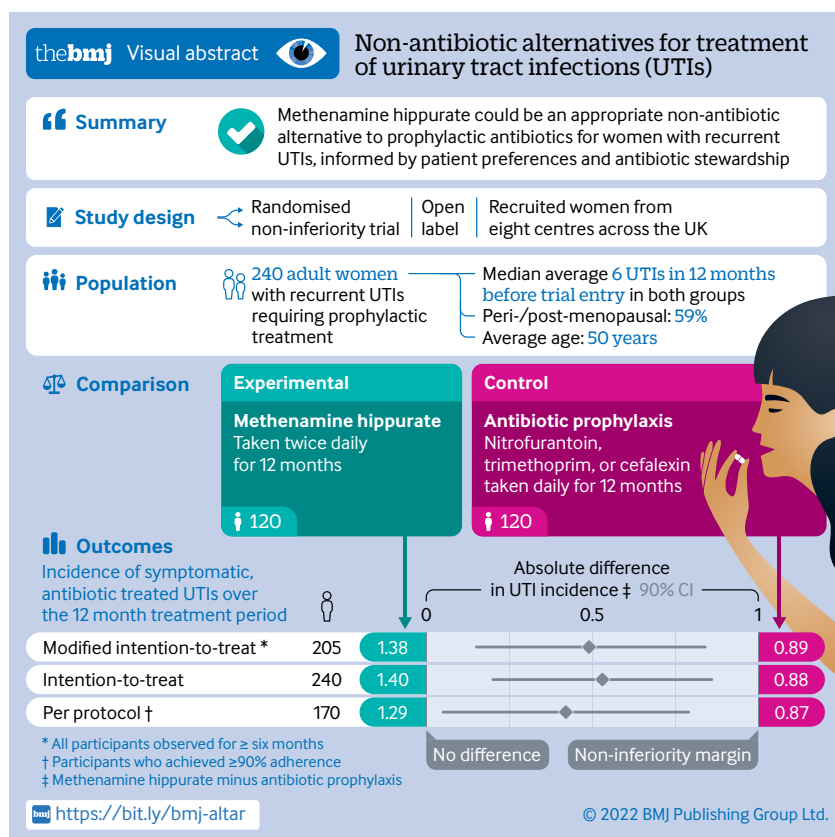 thebmj Visual abstract
Non-antibiotic alternatives for treatment
of urinary tract infections (UTIs)
Summary
Methenamine hippurate could be an appropriate non-antibiotic
alternative to prophylactic antibiotics for women with recurrent
UTIs, informed by patient preferences and antibiotic stewardship
Study design
Randomised
non-inferiority trial
Open
label
Recruited women from
eight centres across the UK
Population
240 adult women
with recurrent UTIs
requiring prophylactic
treatment
Median average 6 UTIs in 12 months
before trial entry in both groups
Peri-/post-menopausal: 59%
Average age: 50 years
Comparison
Experimental
Methenamine hippurate
Taken twice daily
for 12 months
120
Control
Antibiotic prophylaxis
Nitrofurantoin,
trimethoprim, or cefalexin
taken daily for 12 months
120
Outcomes
Incidence of symptomatic,
antibiotic treated UTIs over
the 12 month treatment period
Absolute difference
in UTI incidence ‡ 90% CI
0 0.5 1
Modified intention-to-treat * 205 1.38 0.89
Intention-to-treat 240 1.40 0.88
Per protocol † 170 1.29 0.87
No difference Non-inferiority margin
* All participants observed for ≥ six months
† Participants who achieved ≥90% adherence
‡ Methenamine hippurate minus antibiotic prophylaxis
bmj https://bit.ly/bmj-altar
© 2022 BMJ Publishing Group Ltd.